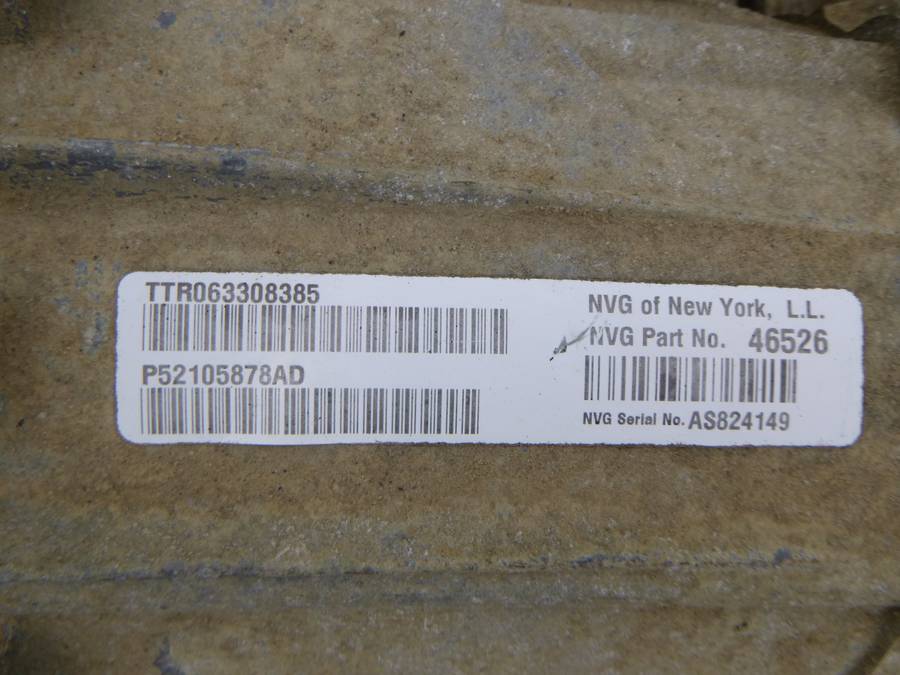 TTR063308385
P52105878AD
NVG of New York, L.L.
NVG Part No. 46526
NVG Serial No. AS824149